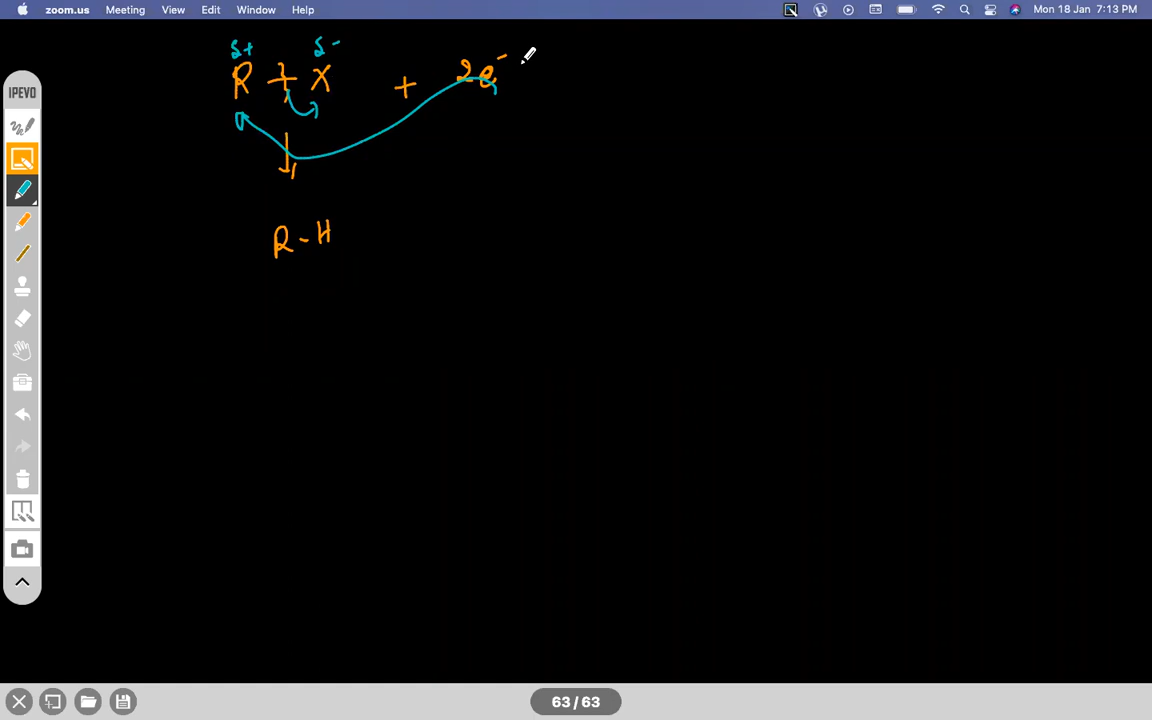 zoom.us Meeting View Edit Window Help Mon 18 Jan 7:13 PM
IPEVO
δ+ δ-
R + X + 2e⁻
R - H
63 / 63